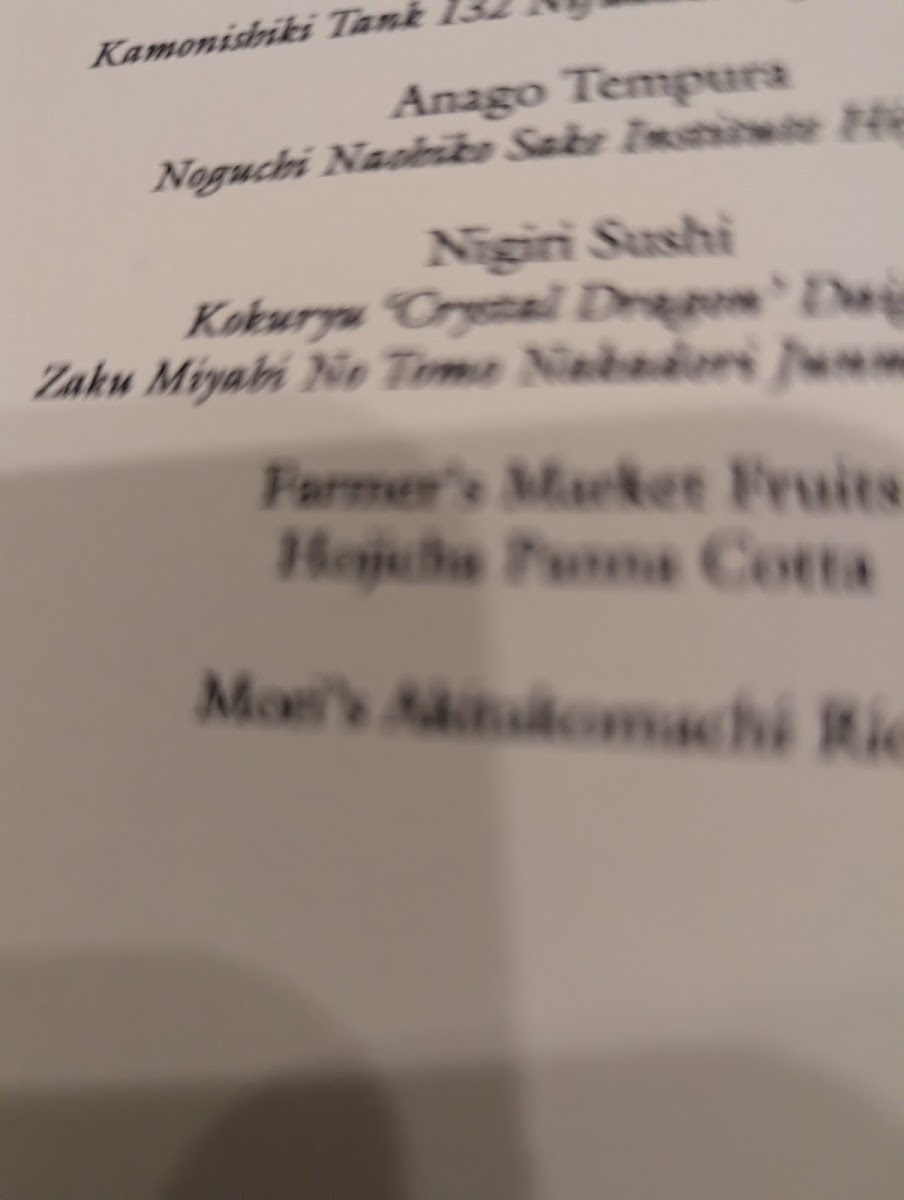 Kamonishiki Tank 132
Anago Tempura
Noguchi Naohiko Sake Institute
Nigiri Sushi
Kokuryu 'Crystal Dragon'
Zaku Miyabi No Tomo Nakadori
Farmer's Market Fruits
Hojicha Panna Cotta
Mori's Akitakomachi